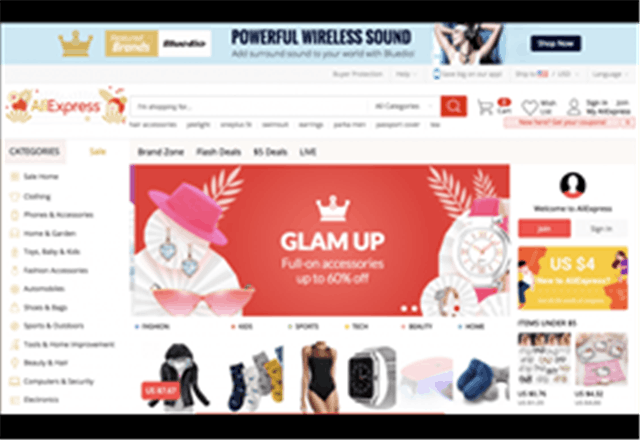 Featured
Brands
Bluedio
POWERFUL WIRELESS SOUND
Add surround sound to your world with Bluedio!
Shop Now
Buyer Protection
Help
Save big on our app!
Ship to / USD
Language
AliExpress
I'm shopping for...
All Categories
0
Cart
Wish
List
Sign in Join
My AliExpress
hair accessories yeelight oneplus 6t swimsuit earrings parka men passport cover
New here? Get your coupons!
CATEGORIES
Sale
Brand Zone Flash Deals $5 Deals LIVE
Sale Home
Clothing
Phones & Accessories
Home & Garden
Toys, Baby & Kids
Fashion Accessories
Automobiles
Shoes & Bags
Sports & Outdoors
Tools & Home Improvement
Beauty & Hair
Computers & Security
Electronics
GLAM UP
Full-on accessories
up to 60% off
Welcome to AliExpress
Join
Sign in
US $4
New to AliExpress?
ITEMS UNDER $5
FASHION KIDS SPORTS TECH BEAUTY HOME
US $7.67
US $0.76
US $4.32